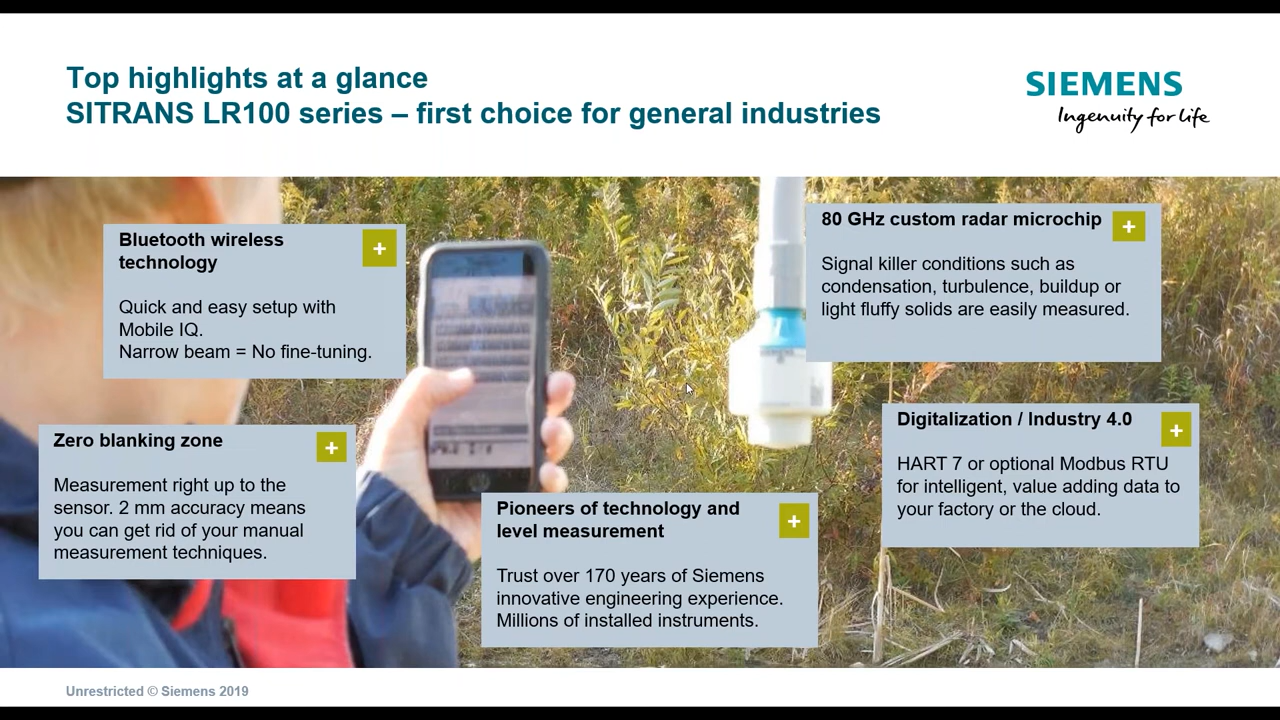 Top highlights at a glance
SITRANS LR100 series – first choice for general industries
SIEMENS
Ingenuity for life
Bluetooth wireless
technology
+
Quick and easy setup with
Mobile IQ.
Narrow beam = No fine-tuning.
80 GHz custom radar microchip
+
Signal killer conditions such as
condensation, turbulence, buildup or
light fluffy solids are easily measured.
Zero blanking zone
+
Measurement right up to the
sensor. 2 mm accuracy means
you can get rid of your manual
measurement techniques.
Pioneers of technology and
level measurement
+
Trust over 170 years of Siemens
innovative engineering experience.
Millions of installed instruments.
Digitalization / Industry 4.0
+
HART 7 or optional Modbus RTU
for intelligent, value adding data to
your factory or the cloud.
Unrestricted © Siemens 2019